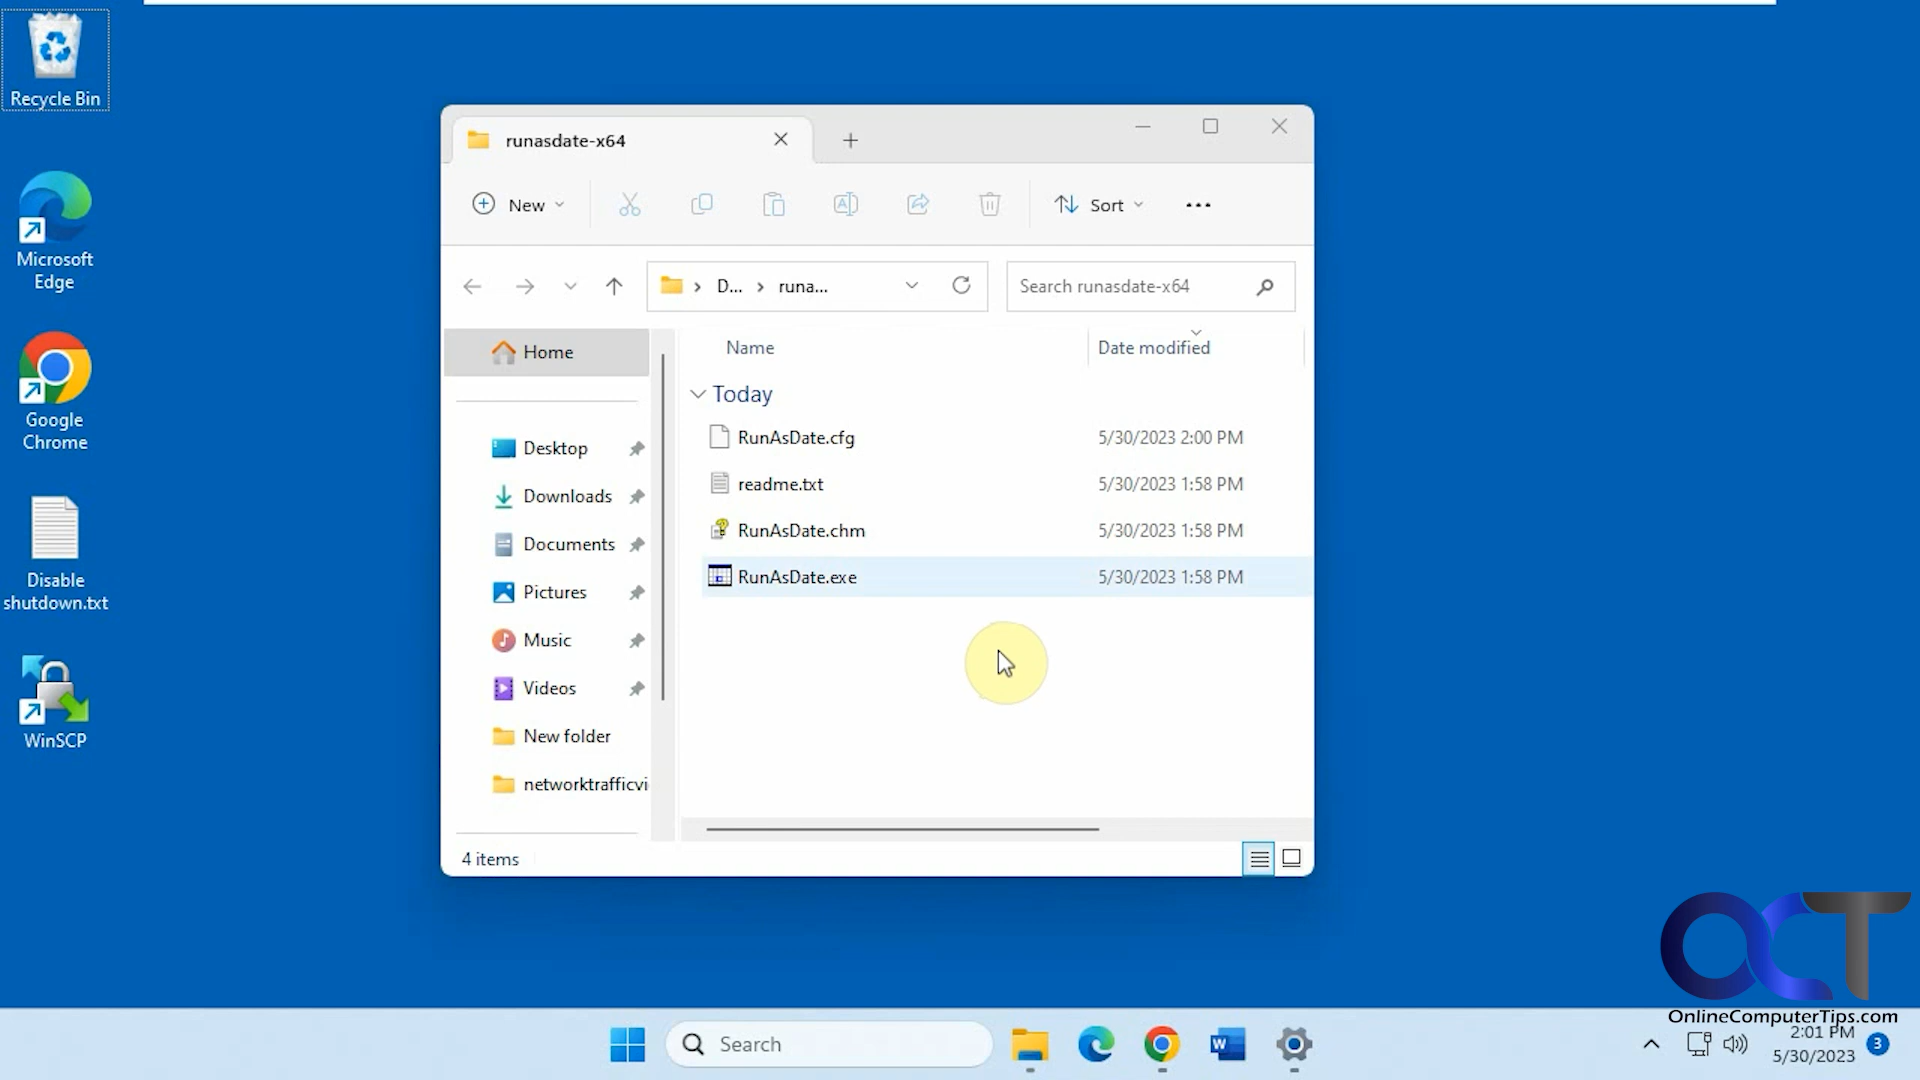 Recycle Bin
Microsoft
Edge
Google
Chrome
Disable
shutdown.txt
WinSCP
runasdate-x64
New
Sort
D...
runa...
Search runasdate-x64
Home
Desktop
Downloads
Documents
Pictures
Music
Videos
New folder
networktrafficvi
Name
Date modified
Today
RunAsDate.cfg 5/30/2023 2:00 PM
readme.txt 5/30/2023 1:58 PM
RunAsDate.chm 5/30/2023 1:58 PM
RunAsDate.exe 5/30/2023 1:58 PM
4 items
OCT
OnlineComputerTips.com
Search
W
2:01 PM
5/30/2023
3